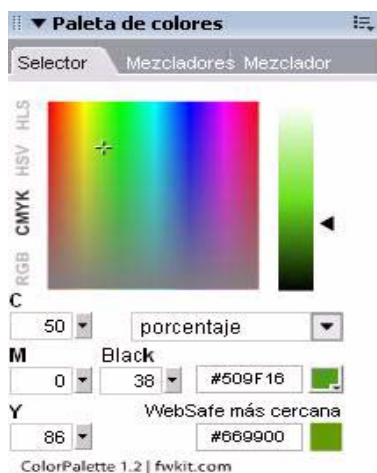 Paleta de colores
Selector Mezcladores Mezclador
HLS
HSV
CMYK
RGB
C
50 porcentaje
M Black
0 38 #509F16
Y WebSafe más cercana
86 #669900
ColorPalette 1.2 | fwkit.com